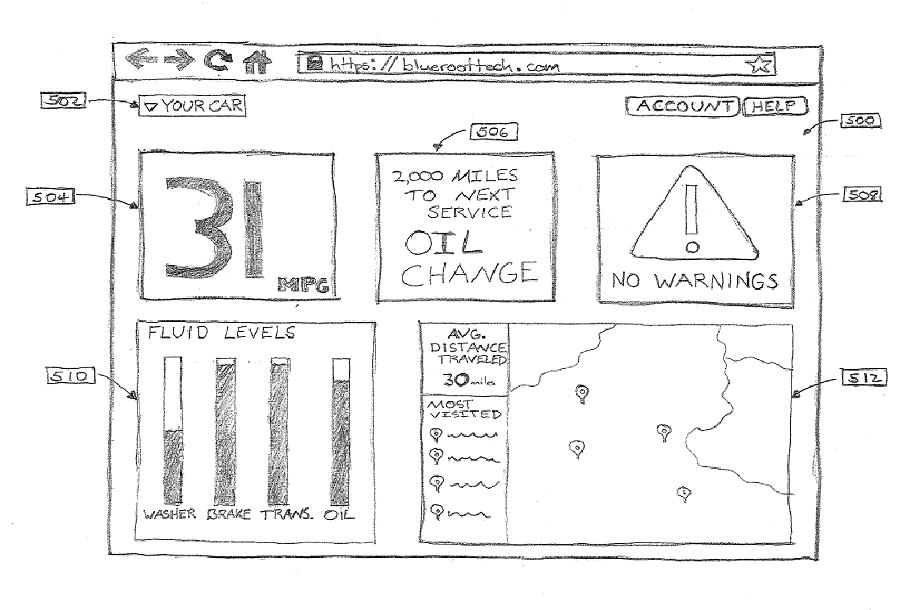 https://blueroottech.com
502
YOUR CAR
ACCOUNT
HELP
500
504
31
MPG
506
2,000 MILES
TO NEXT
SERVICE
OIL
CHANGE
508
NO WARNINGS
510
FLUID LEVELS
WASHER BRAKE TRANS. OIL
AVG.
DISTANCE
TRAVELED
30 miles
MOST
VISITED
512